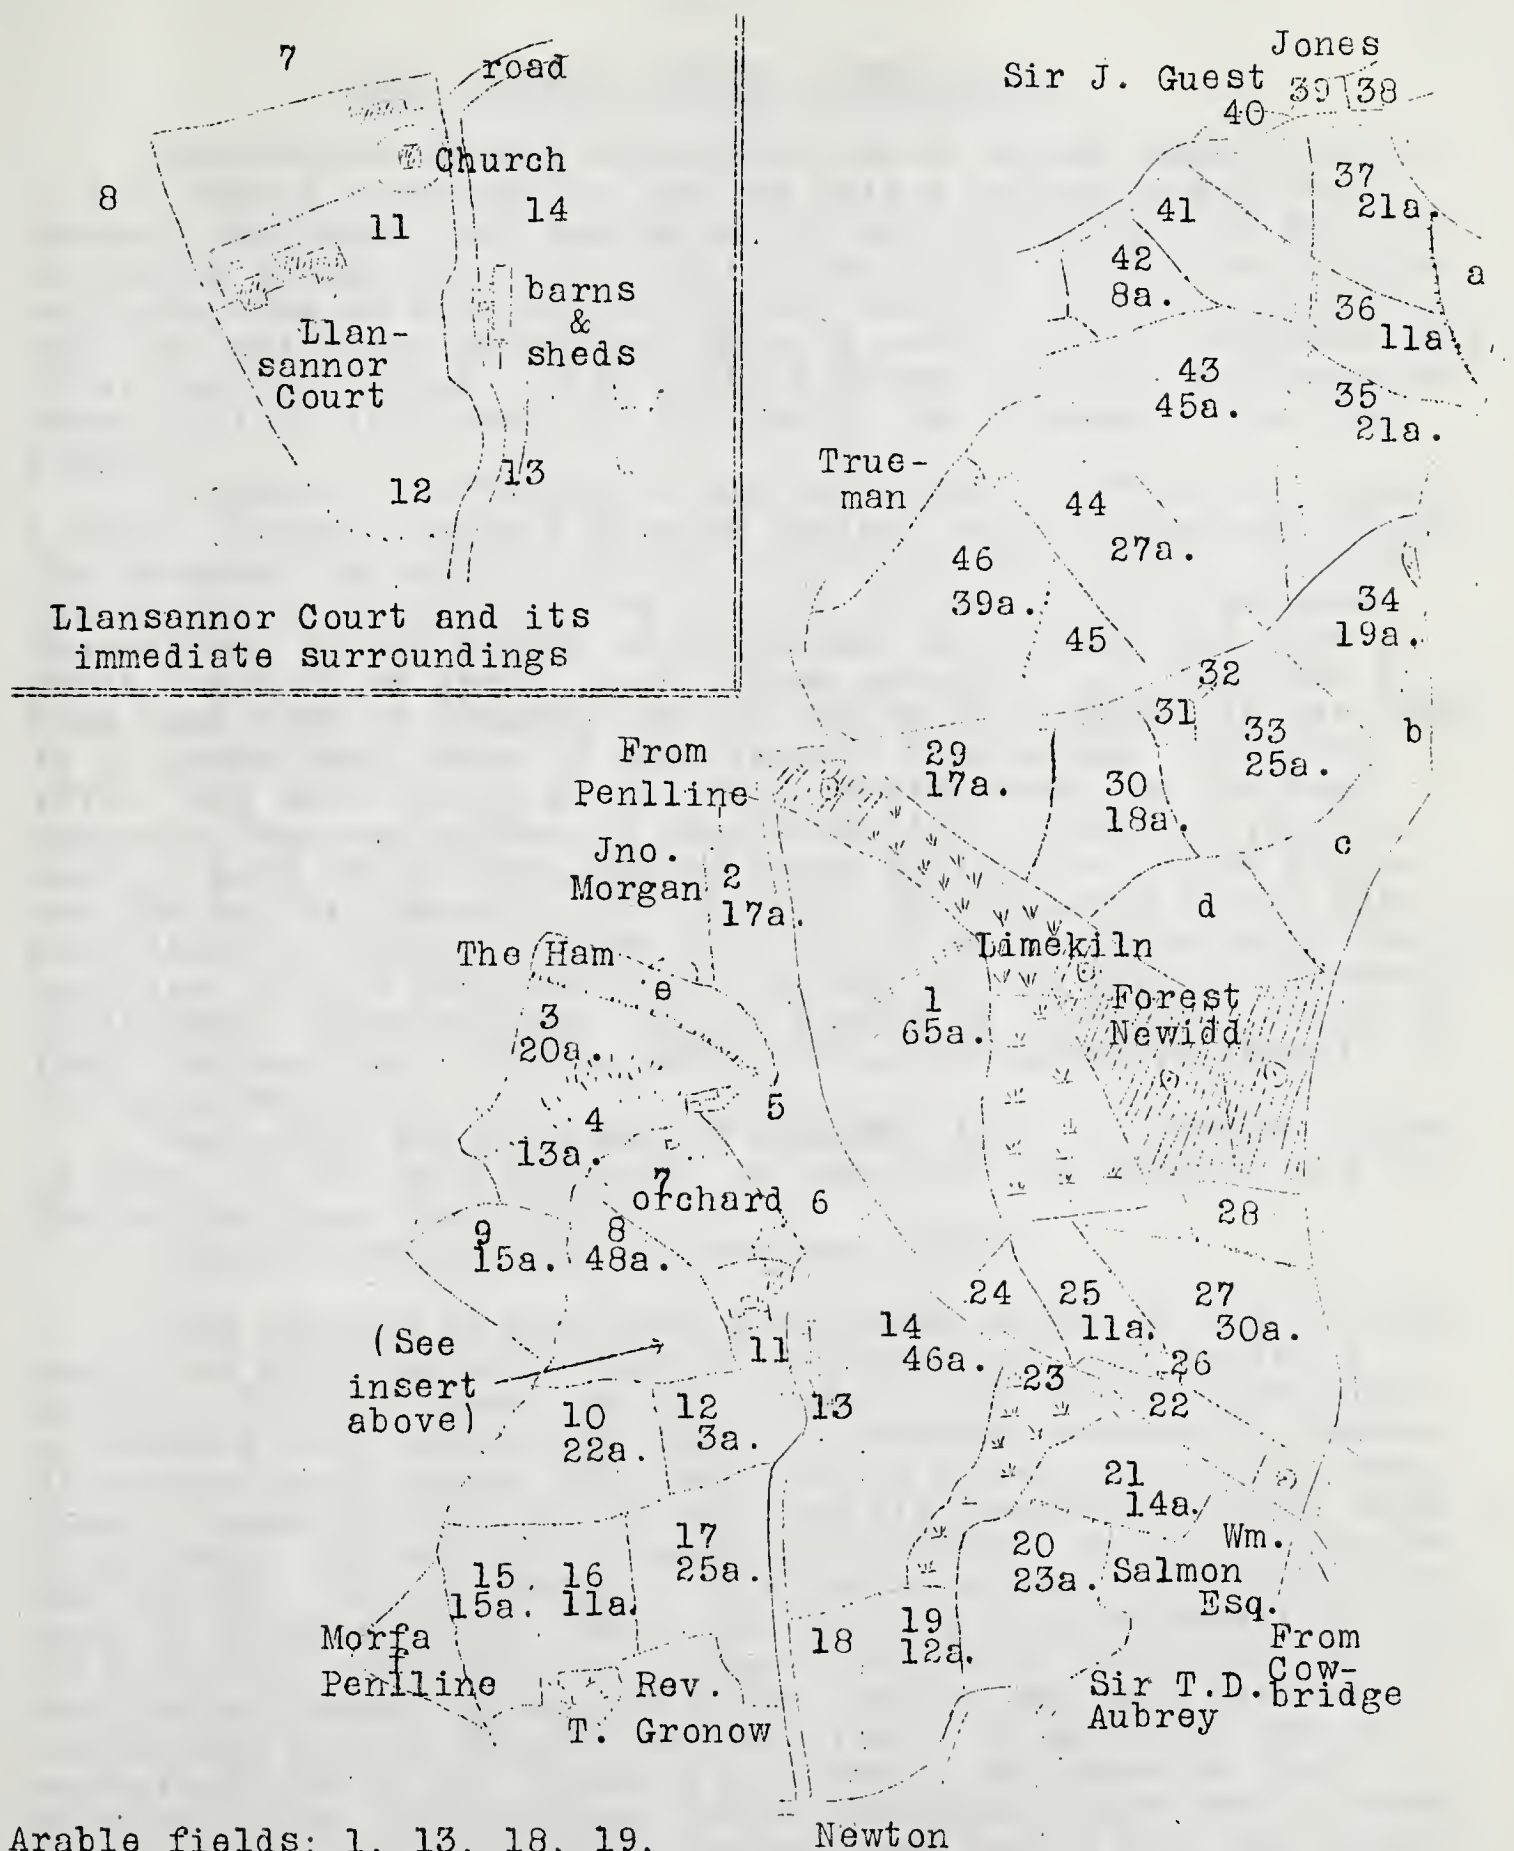 7
road
Church
8
11
14
barns
&
sheds
Llan-
sannor
Court
12
13
Llansannor Court and its
immediate surroundings
Jones
Sir J. Guest
39 38
40
37
21a.
41
a
42
8a.
36
11a
43
45a.
35
21a.
True-
man
44
27a.
46
39a.
45
34
19a.
32
31
33
25a.
b
From
Penlline
29
17a.
30
18a.
c
Jno.
Morgan
2
17a.
d
The Ham
e
Limekiln
1
65a.
Forest
Newidd
3
20a.
5
4
13a.
7
orchard
6
28
9
15a.
8
48a.
24
25
11a.
27
30a.
14
46a.
(See
insert
above)
11
26
23
22
10
22a.
12
3a.
13
21
14a.
17
25a.
Wm.
Salmon
Esq.
20
23a.
15
15a.
16
11a.
18
19
12a.
Morfa
f
Penlline
Rev.
T. Gronow
Sir T.D.
Aubrey
From
Cow-
bridge
Arable fields: 1, 13, 18, 19.
Newton